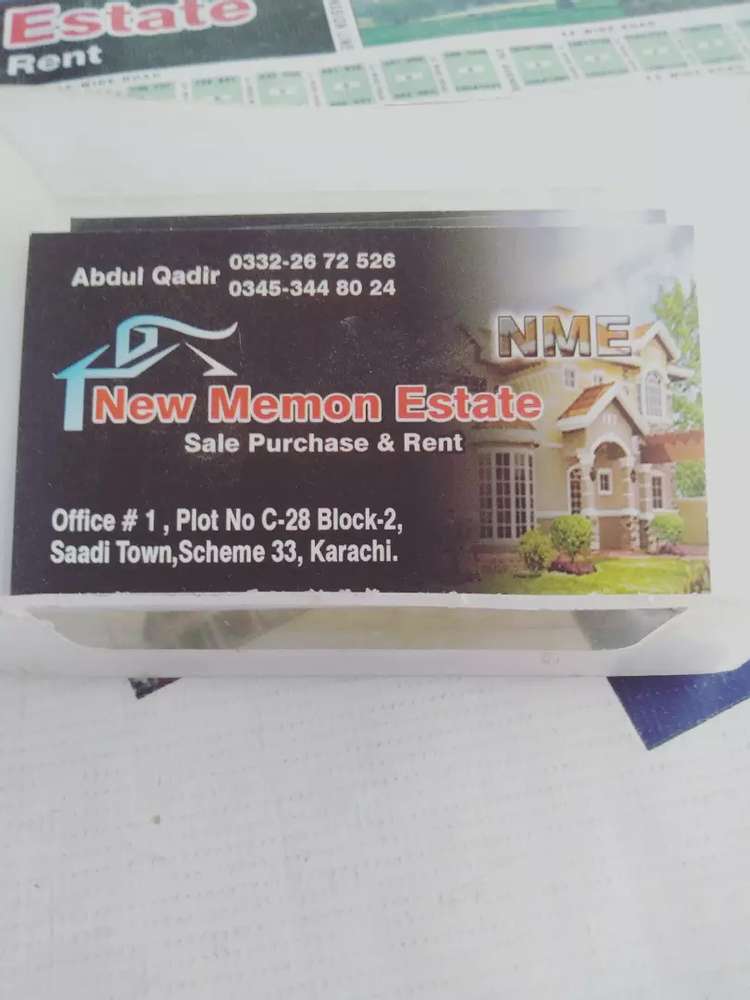 Estate
Rent
Abdul Qadir
0332-26 72 526
0345-344 80 24
NME
New Memon Estate
Sale Purchase & Rent
Office # 1 , Plot No C-28 Block-2,
Saadi Town,Scheme 33, Karachi.